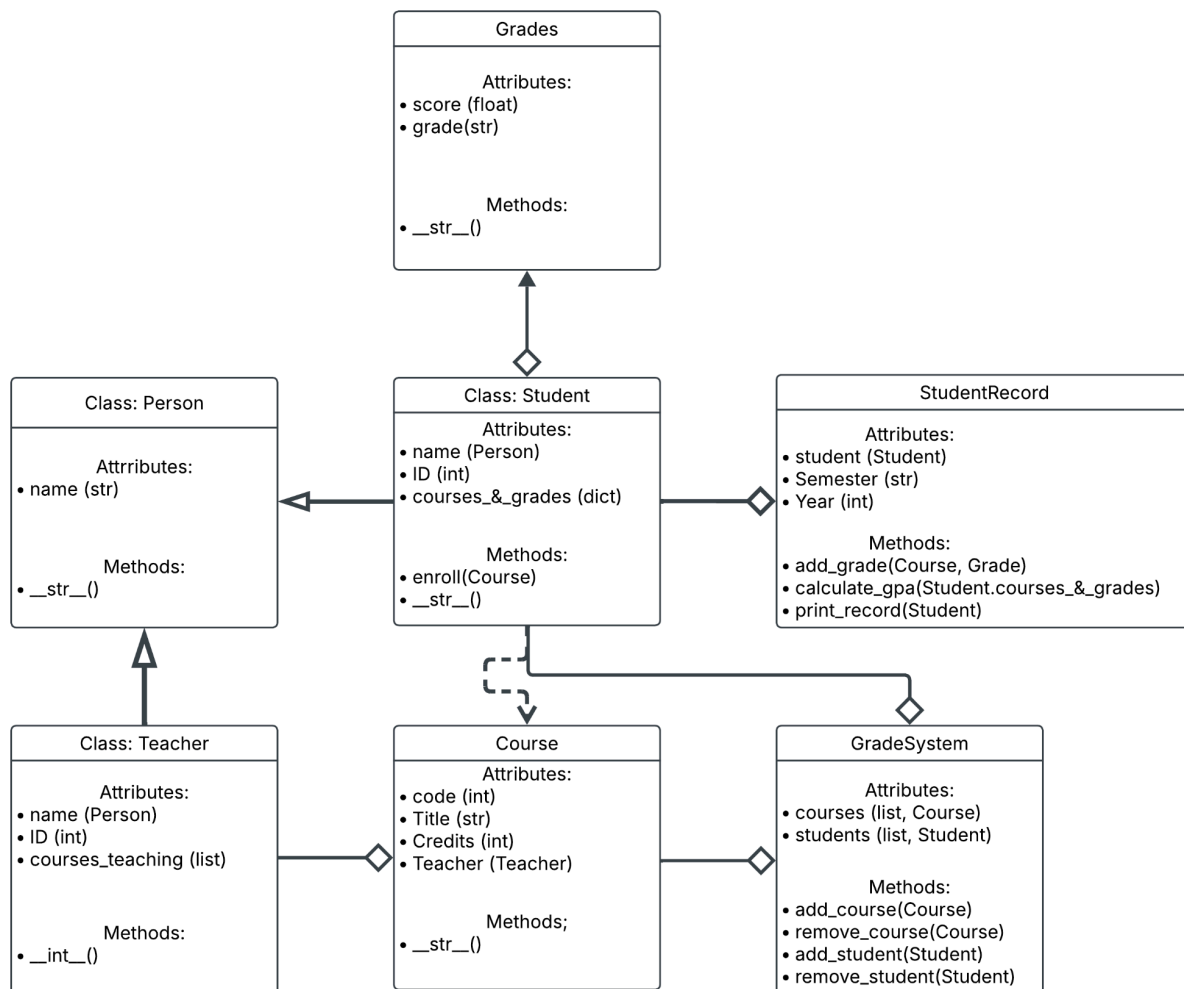 Grades
Attributes:
• score (float)
• grade(str)
Methods:
• __str__()
Class: Person
Attrributes:
• name (str)
Methods:
• __str__()
Class: Student
Attributes:
• name (Person)
• ID (int)
• courses_&_grades (dict)
Methods:
• enroll(Course)
• __str__()
StudentRecord
Attributes:
• student (Student)
• Semester (str)
• Year (int)
Methods:
• add_grade(Course, Grade)
• calculate_gpa(Student.courses_&_grades)
• print_record(Student)
Class: Teacher
Attributes:
• name (Person)
• ID (int)
• courses_teaching (list)
Methods:
• __int__()
Course
Attributes:
• code (int)
• Title (str)
• Credits (int)
• Teacher (Teacher)
Methods;
• __str__()
GradeSystem
Attributes:
• courses (list, Course)
• students (list, Student)
Methods:
• add_course(Course)
• remove_course(Course)
• add_student(Student)
• remove_student(Student)